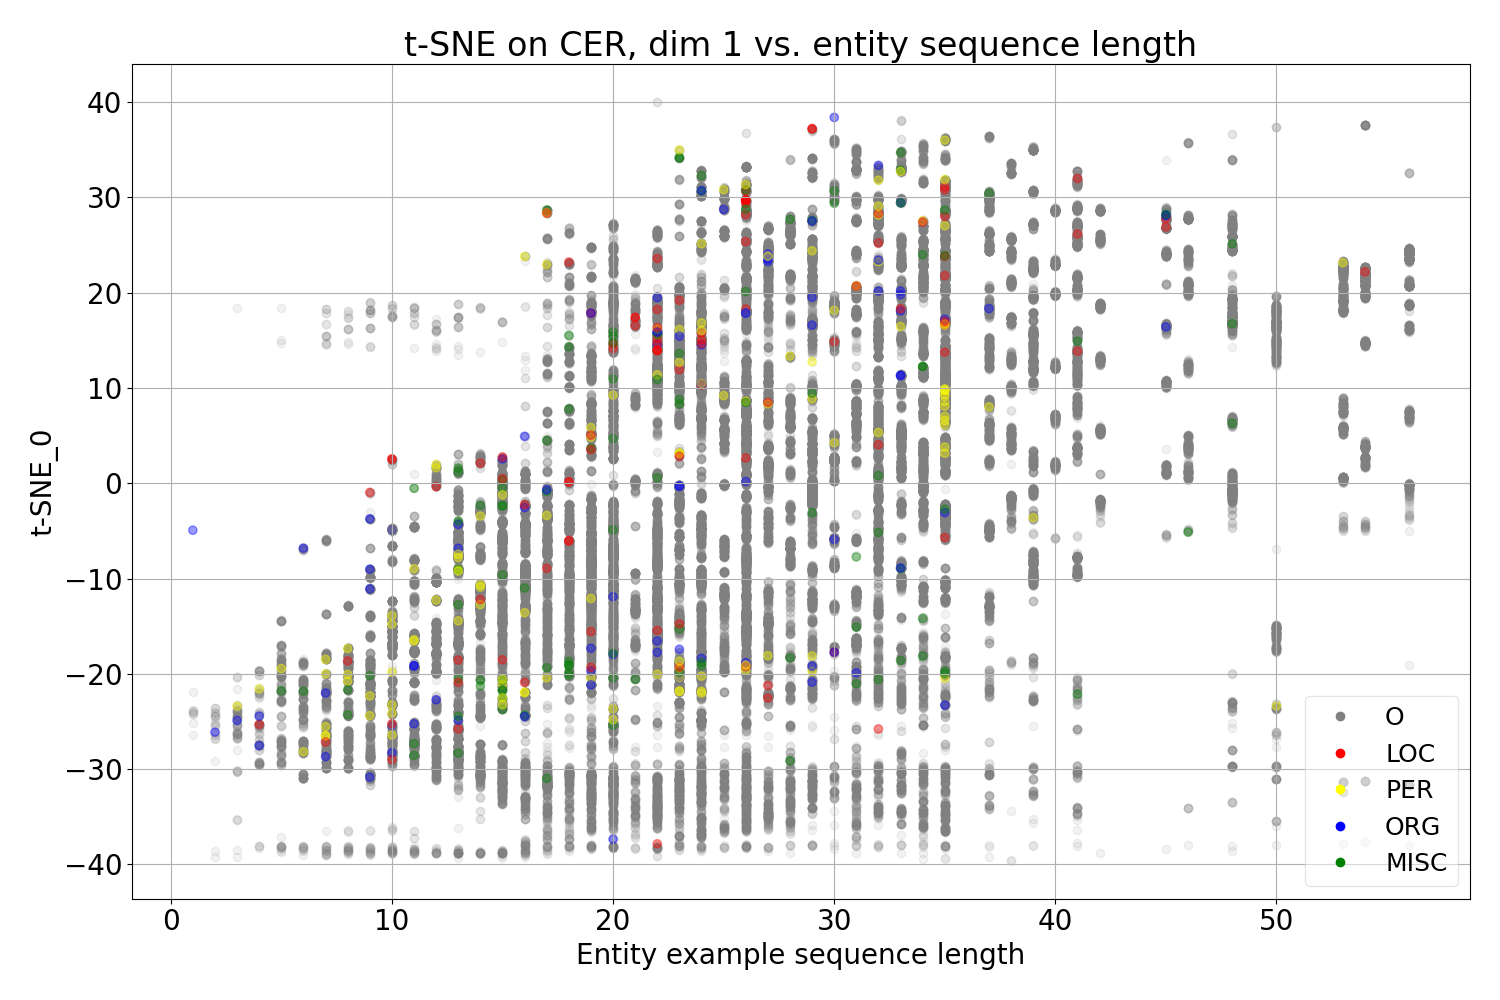 t-SNE on CER, dim 1 vs. entity sequence length
t-SNE_0
40
30
20
10
0
−10
−20
−30
−40
0 10 20 30 40 50
Entity example sequence length
O
LOC
PER
ORG
MISC